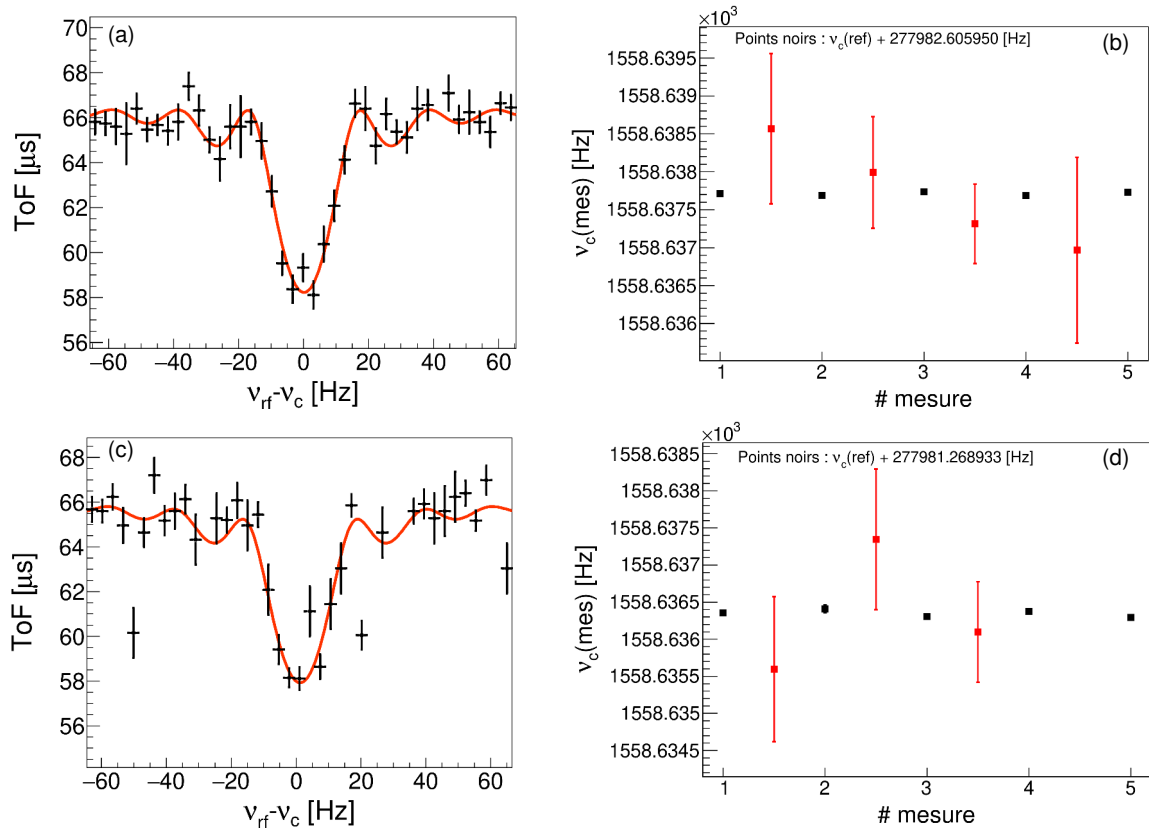 (a)
ToF [μs]
70
68
66
64
62
60
58
56
−60 −40 −20 0 20 40 60
ν_rf-ν_c [Hz]
×10³
Points noirs : ν_c(ref) + 277982.605950 [Hz]
(b)
ν_c(mes) [Hz]
1558.6395
1558.639
1558.6385
1558.638
1558.6375
1558.637
1558.6365
1558.636
1 2 3 4 5
# mesure
(c)
ToF [μs]
68
66
64
62
60
58
56
−60 −40 −20 0 20 40 60
ν_rf-ν_c [Hz]
×10³
Points noirs : ν_c(ref) + 277981.268933 [Hz]
(d)
ν_c(mes) [Hz]
1558.6385
1558.638
1558.6375
1558.637
1558.6365
1558.636
1558.6355
1558.635
1558.6345
1 2 3 4 5
# mesure